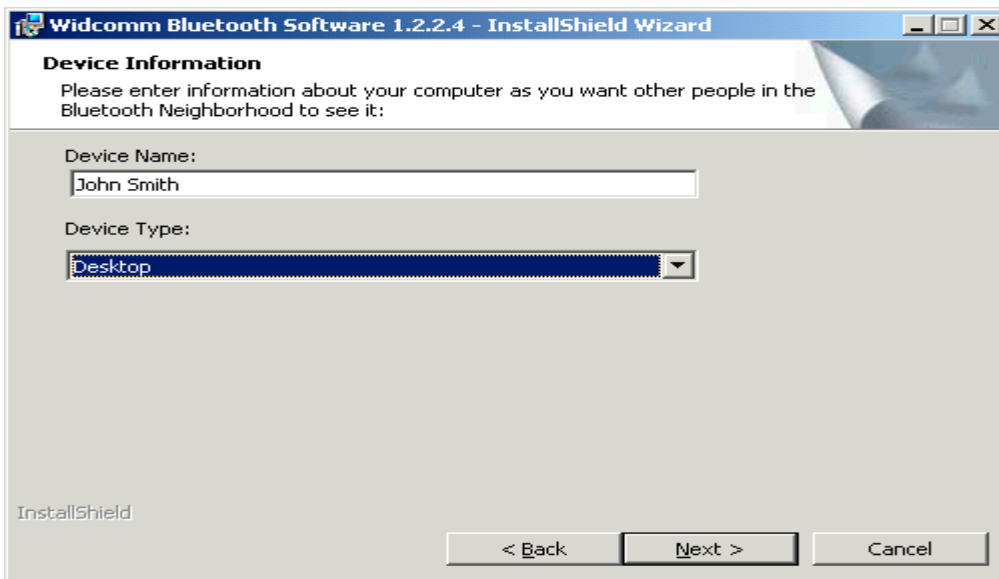 Widcomm Bluetooth Software 1.2.2.4 - InstallShield Wizard
Device Information
Please enter information about your computer as you want other people in the
Bluetooth Neighborhood to see it:
Device Name:
John Smith
Device Type:
Desktop
InstallShield
< Back
Next >
Cancel